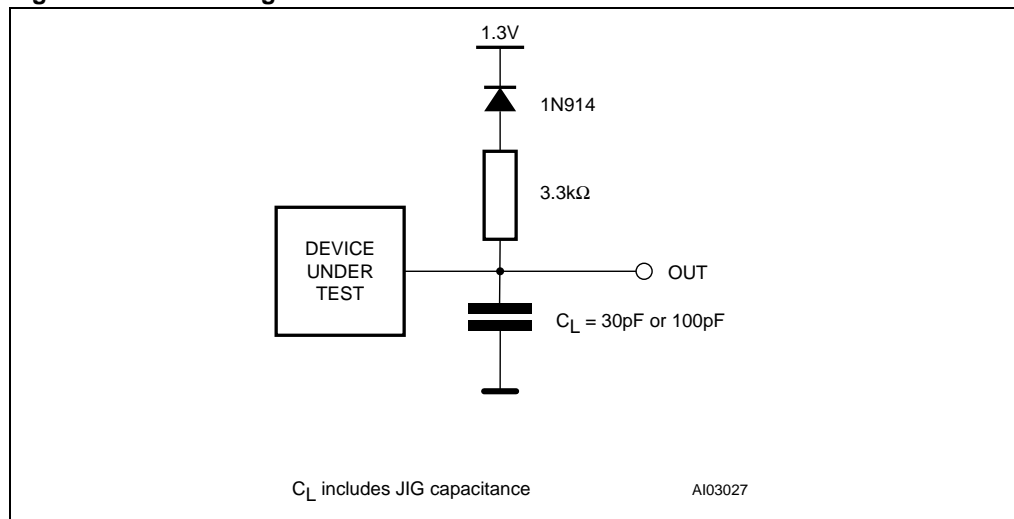 1.3V
1N914
3.3kΩ
DEVICE
UNDER
TEST
OUT
CL = 30pF or 100pF
CL includes JIG capacitance
AI03027